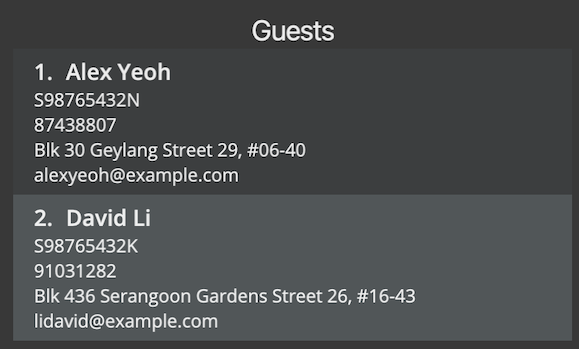 Guests
1. Alex Yeoh
S98765432N
87438807
Blk 30 Geylang Street 29, #06-40
alexyeoh@example.com
2. David Li
S98765432K
91031282
Blk 436 Serangoon Gardens Street 26, #16-43
lidavid@example.com